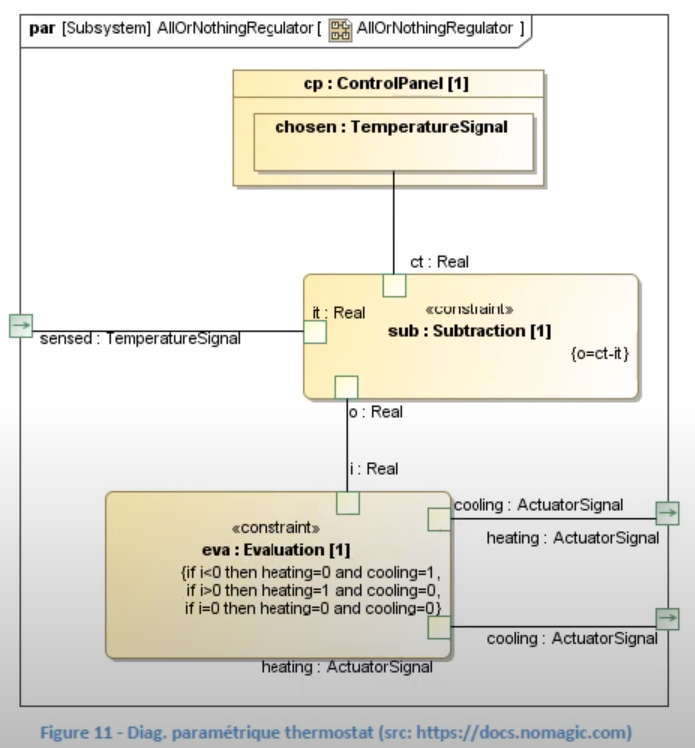 par [Subsystem] AllOrNothingRegulator [ AllOrNothingRegulator ]
cp : ControlPanel [1]
chosen : TemperatureSignal
ct : Real
it : Real
«constraint»
sub : Subtraction [1]
{o=ct-it}
sensed : TemperatureSignal
o : Real
i : Real
cooling : ActuatorSignal
heating : ActuatorSignal
«constraint»
eva : Evaluation [1]
{if i<0 then heating=0 and cooling=1,
if i>0 then heating=1 and cooling=0,
if i=0 then heating=0 and cooling=0}
cooling : ActuatorSignal
heating : ActuatorSignal
Figure 11 - Diag. paramétrique thermostat (src: https://docs.nomagic.com)